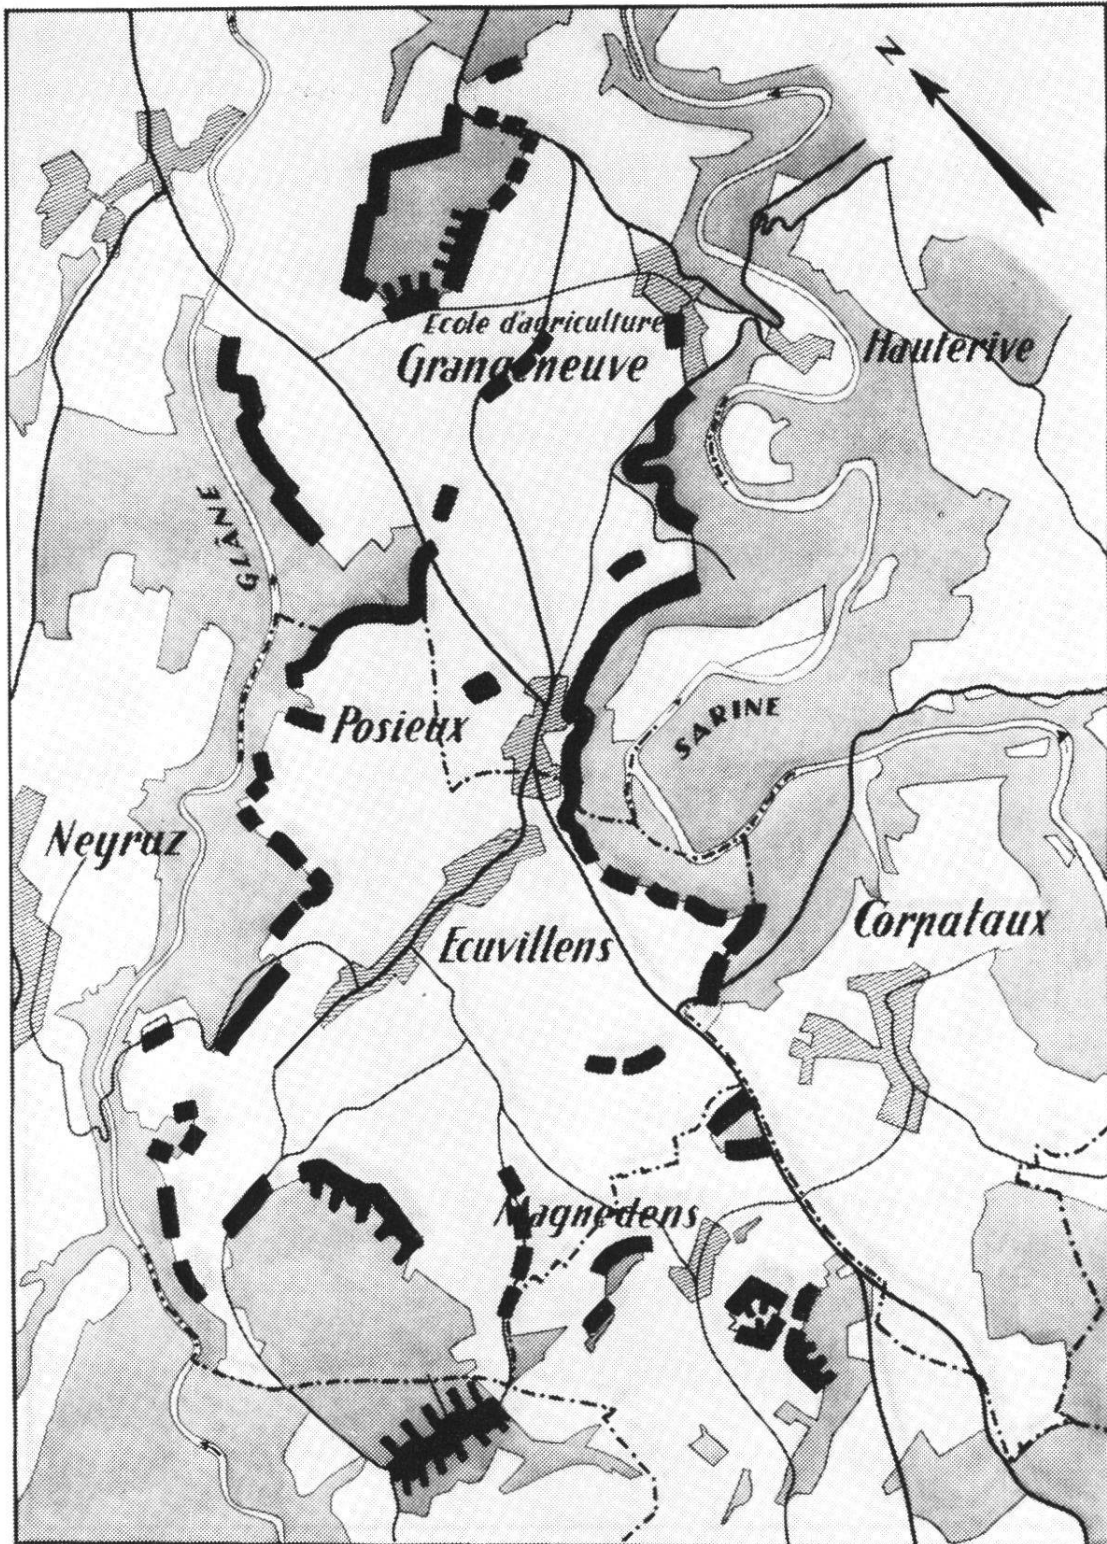 N
Ecole d'agriculture
Grangeneuve
Hauterive
GLÂNE
SARINE
Posieux
Neyruz
Ecuvillens
Corpataux
Magnedens